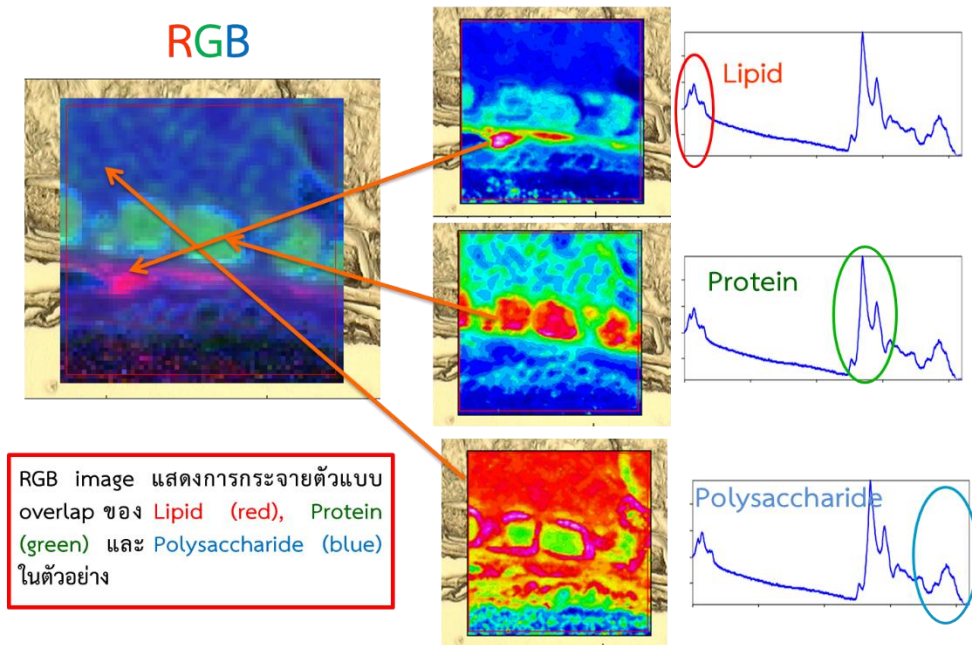 RGB
Lipid
Protein
Polysaccharide
RGB image แสดงการกระจายตัวแบบ
overlap ของ Lipid (red), Protein
(green) และ Polysaccharide (blue)
ในตัวอย่าง